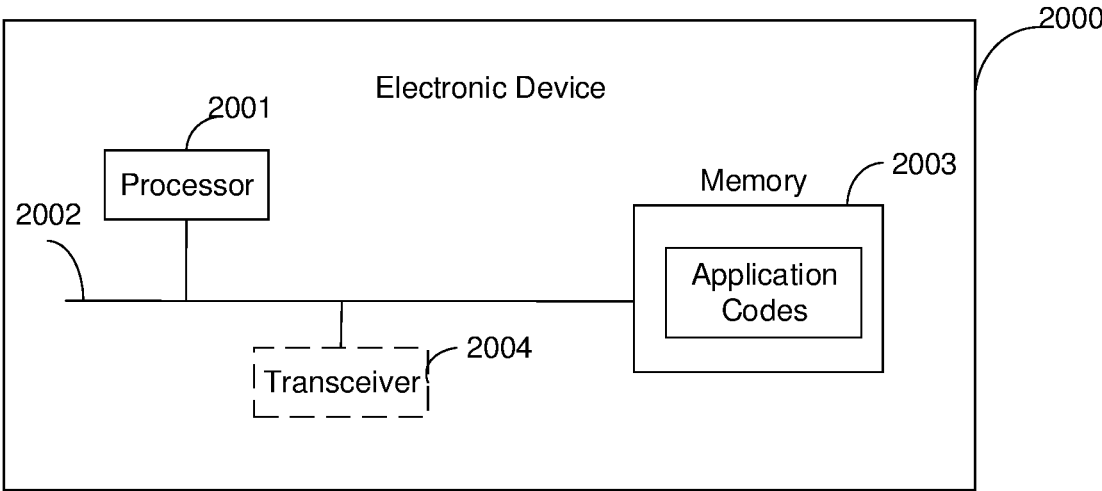 2000
Electronic Device
2001
Processor
2002
Memory
2003
Application
Codes
2004
Transceiver